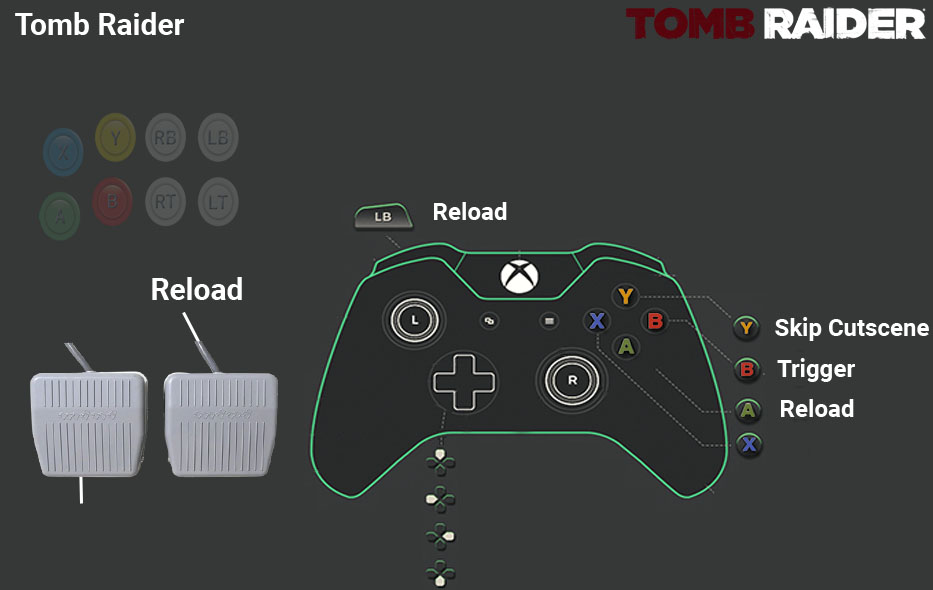 Tomb Raider
TOMB RAIDER
X Y RB LB
A B RT LT
LB Reload
Reload
L
Y
X B
A
R
Y Skip Cutscene
B Trigger
A Reload
X